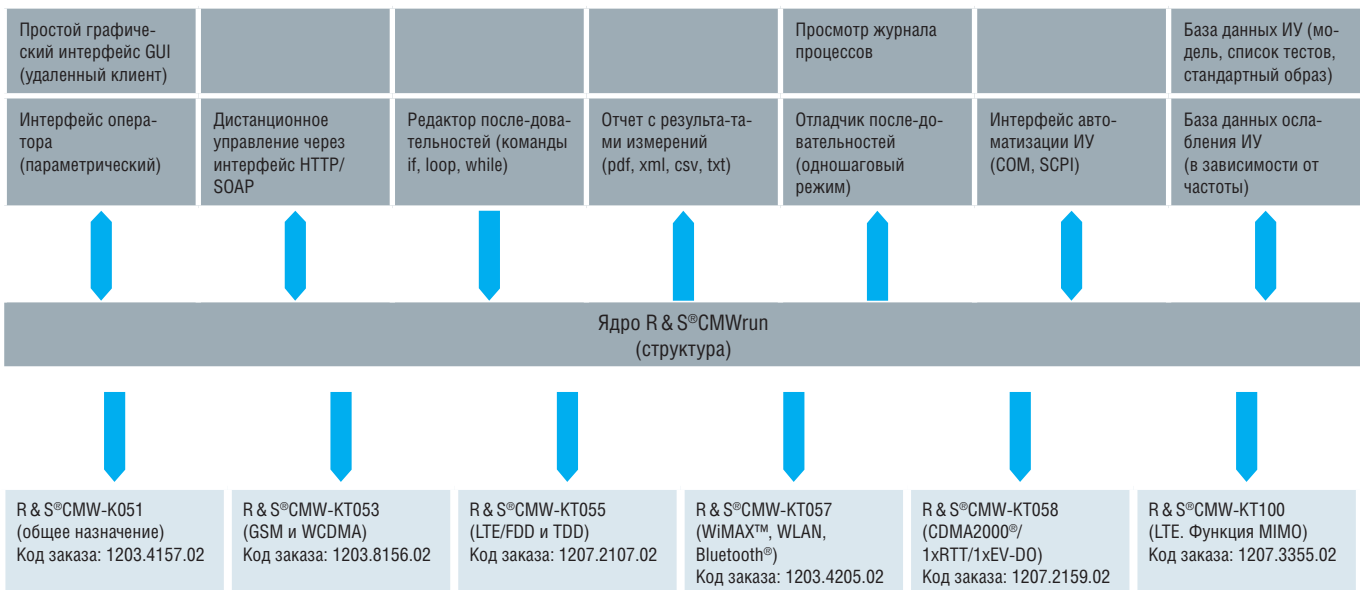 Простой графиче-
ский интерфейс GUI
(удаленный клиент)
Просмотр журнала
процессов
База данных ИУ (мо-
дель, список тестов,
стандартный образ)
Интерфейс опера-
тора
(параметрический)
Дистанционное
управление через
интерфейс HTTP/
SOAP
Редактор после-дова-
тельностей (команды
if, loop, while)
Отчет с результа-та-
ми измерений
(pdf, xml, csv, txt)
Отладчик после-до-
вательностей
(одношаговый
режим)
Интерфейс авто-
матизации ИУ
(COM, SCPI)
База данных осла-
бления ИУ
(в зависимости от
частоты)
Ядро R & S®CMWrun
(структура)
R & S®CMW-K051
(общее назначение)
Код заказа: 1203.4157.02
R & S®CMW-KT053
(GSM и WCDMA)
Код заказа: 1203.8156.02
R & S®CMW-KT055
(LTE/FDD и TDD)
Код заказа: 1207.2107.02
R & S®CMW-KT057
(WiMAX™, WLAN,
Bluetooth®)
Код заказа: 1203.4205.02
R & S®CMW-KT058
(CDMA2000®/
1xRTT/1xEV-DO)
Код заказа: 1207.2159.02
R & S®CMW-KT100
(LTE. Функция MIMO)
Код заказа: 1207.3355.02